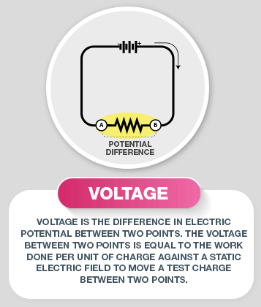 A
B
POTENTIAL
DIFFERENCE
VOLTAGE
VOLTAGE IS THE DIFFERENCE IN ELECTRIC
POTENTIAL BETWEEN TWO POINTS. THE VOLTAGE
BETWEEN TWO POINTS IS EQUAL TO THE WORK
DONE PER UNIT OF CHARGE AGAINST A STATIC
ELECTRIC FIELD TO MOVE A TEST CHARGE
BETWEEN TWO POINTS.